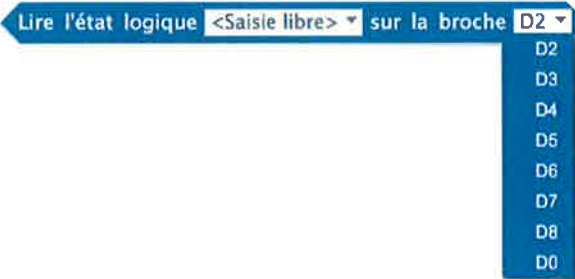 Lire l'état logique <Saisie libre> sur la broche D2
D2
D3
D4
D5
D6
D7
D8
D0